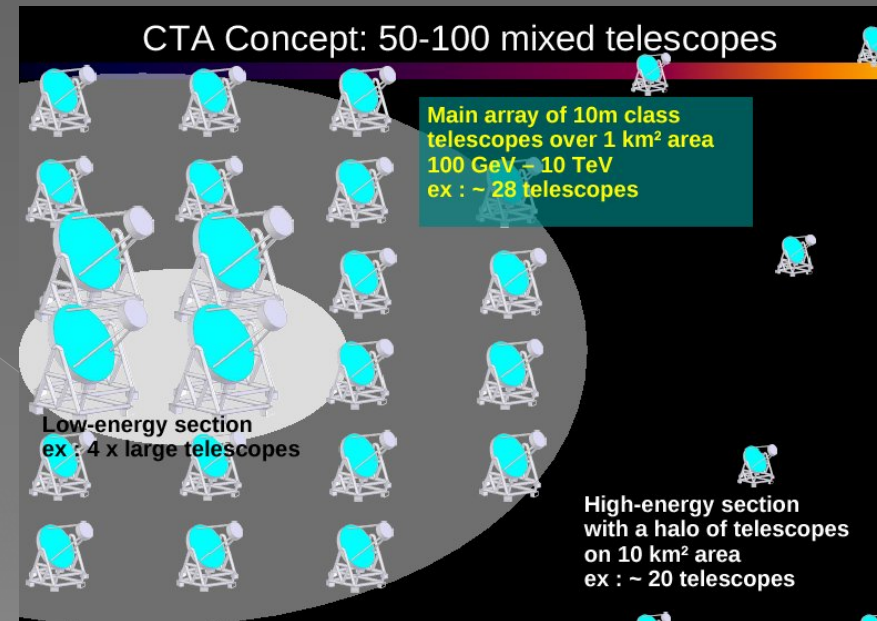 CTA Concept: 50-100 mixed telescopes
Main array of 10m class
telescopes over 1 km² area
100 GeV – 10 TeV
ex : ~ 28 telescopes
Low-energy section
ex : 4 x large telescopes
High-energy section
with a halo of telescopes
on 10 km² area
ex : ~ 20 telescopes